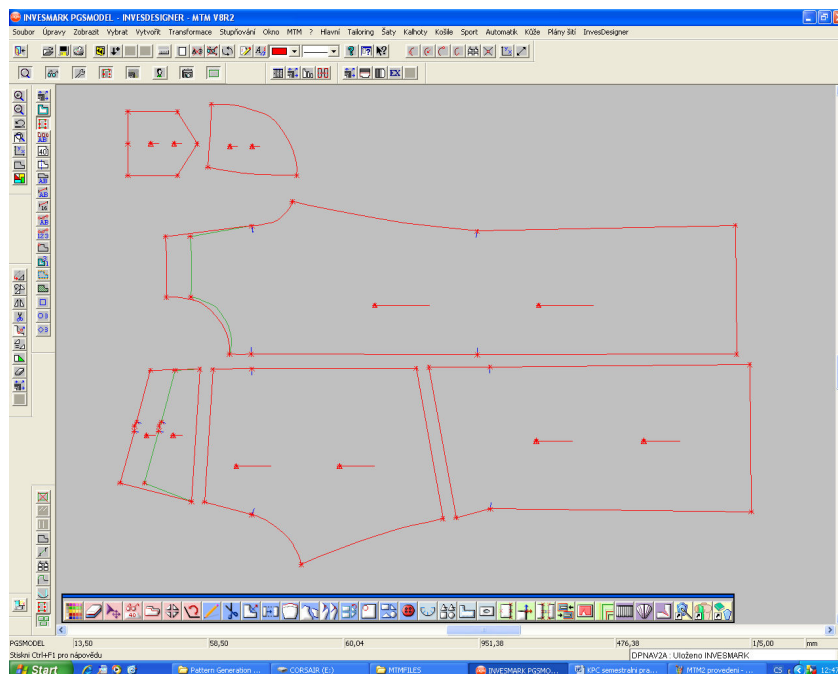 INVESMARK PGSMODEL - INVESDESIGNER - MTM V8R2
Soubor Úpravy Zobrazit Vybrat Vytvořit Transformace Stupňování Okno MTM ? Hlavní Tailoring Šaty Kalhoty Košile Sport Automatik Kůže Plány šití InvesDesigner
EX
PGSMODEL 13,50 58,50 60,04 951,38 476,38 1/5,00 mm
Stiskni Ctrl+F1 pro nápovědu DPNAV2A : Uloženo INVESMARK
Start Pattern Generation ... CORSAIR (E:) MTMFILES INVESMARK PGSMO... KPC semestralni pra... MTM2 provedeni - ... CS 12:47